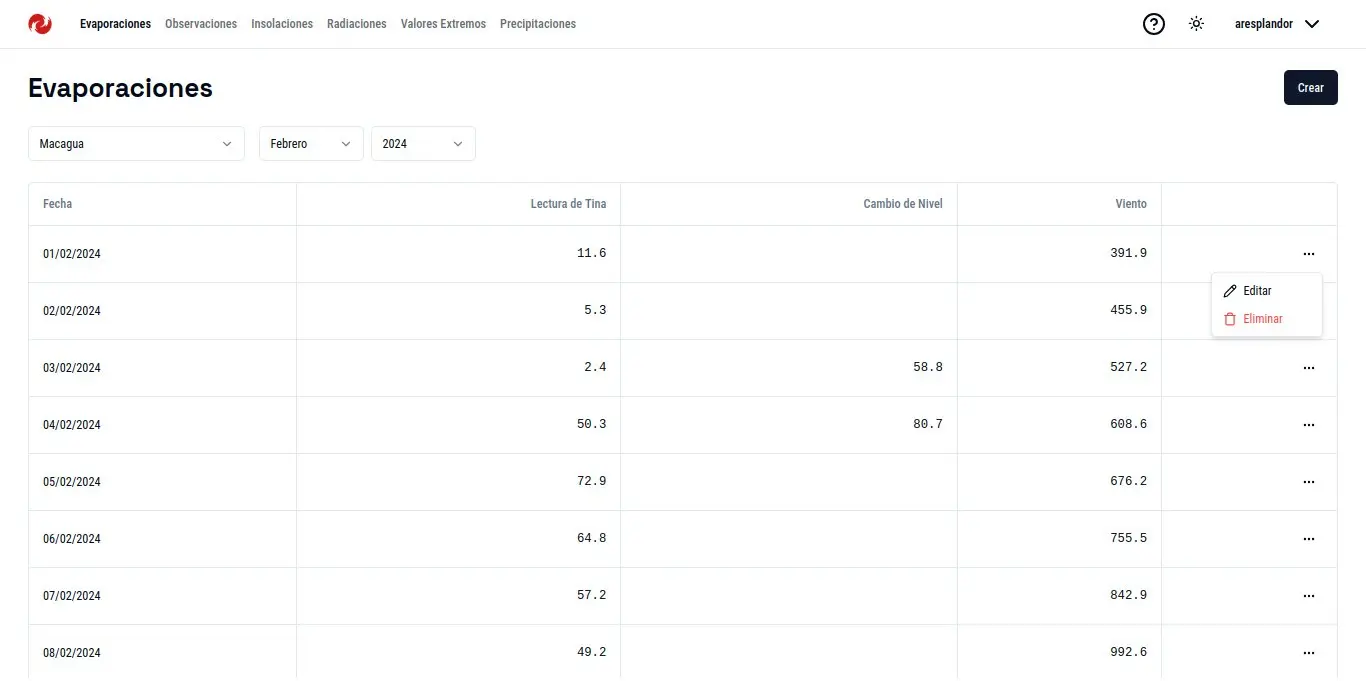 Evaporaciones Observaciones Insolaciones Radiaciones Valores Extremos Precipitaciones aresplandor
Evaporaciones
Crear
Macagua Febrero 2024
Fecha Lectura de Tina Cambio de Nivel Viento
01/02/2024 11.6 391.9 ...
Editar
02/02/2024 5.3 455.9
Eliminar
03/02/2024 2.4 58.8 527.2 ...
04/02/2024 50.3 80.7 608.6 ...
05/02/2024 72.9 676.2 ...
06/02/2024 64.8 755.5 ...
07/02/2024 57.2 842.9 ...
08/02/2024 49.2 992.6 ...